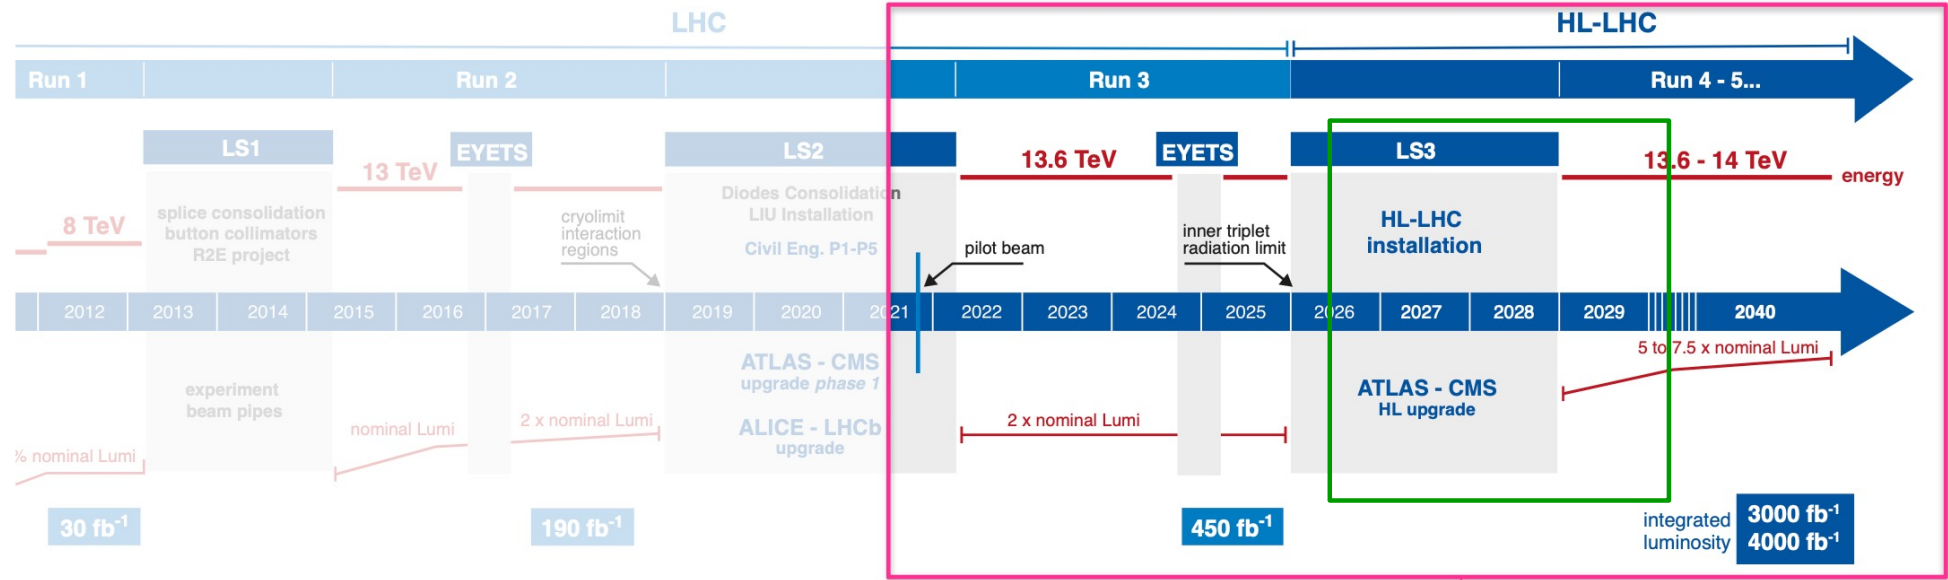 LHC
HL-LHC
Run 1
Run 2
Run 3
Run 4 - 5...
LS1
EYETS
LS2
EYETS
LS3
13 TeV
13.6 TeV
13.6 - 14 TeV
energy
8 TeV
splice consolidation
button collimators
R2E project
cryolimit
interaction
regions
Diodes Consolidation
LIU Installation
Civil Eng. P1-P5
pilot beam
inner triplet
radiation limit
HL-LHC
installation
2012
2013
2014
2015
2016
2017
2018
2019
2020
2021
2022
2023
2024
2025
2026
2027
2028
2029
2040
5 to 7.5 x nominal Lumi
experiment
beam pipes
ATLAS - CMS
upgrade phase 1
ALICE - LHCb
upgrade
ATLAS - CMS
HL upgrade
% nominal Lumi
nominal Lumi
2 x nominal Lumi
2 x nominal Lumi
30 fb-1
190 fb-1
450 fb-1
integrated
luminosity
3000 fb-1
4000 fb-1